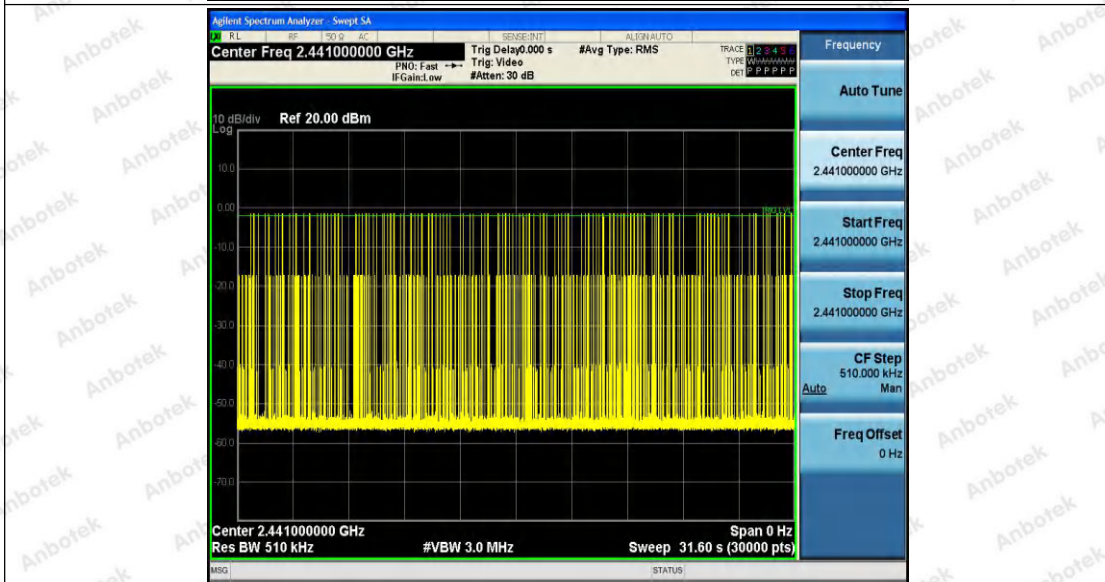 Agilent Spectrum Analyzer - Swept SA
RL RF 50 Ω AC SENSE:INT ALIGNAUTO
Center Freq 2.441000000 GHz
PNO: Fast
IFGain:Low
Trig Delay0.000 s
Trig: Video
#Atten: 30 dB
#Avg Type: RMS
TRACE 1 2 3 4 5 6
TYPE
DET P P P P P P
10 dB/div Ref 20.00 dBm
Log
10.0
0.00
-10.0
-20.0
-30.0
-40.0
-50.0
-60.0
-70.0
Center 2.441000000 GHz Span 0 Hz
Res BW 510 kHz #VBW 3.0 MHz Sweep 31.60 s (30000 pts)
MSG STATUS
Frequency
Auto Tune
Center Freq
2.441000000 GHz
Start Freq
2.441000000 GHz
Stop Freq
2.441000000 GHz
CF Step
510.000 kHz
Auto Man
Freq Offset
0 Hz
Anbotek